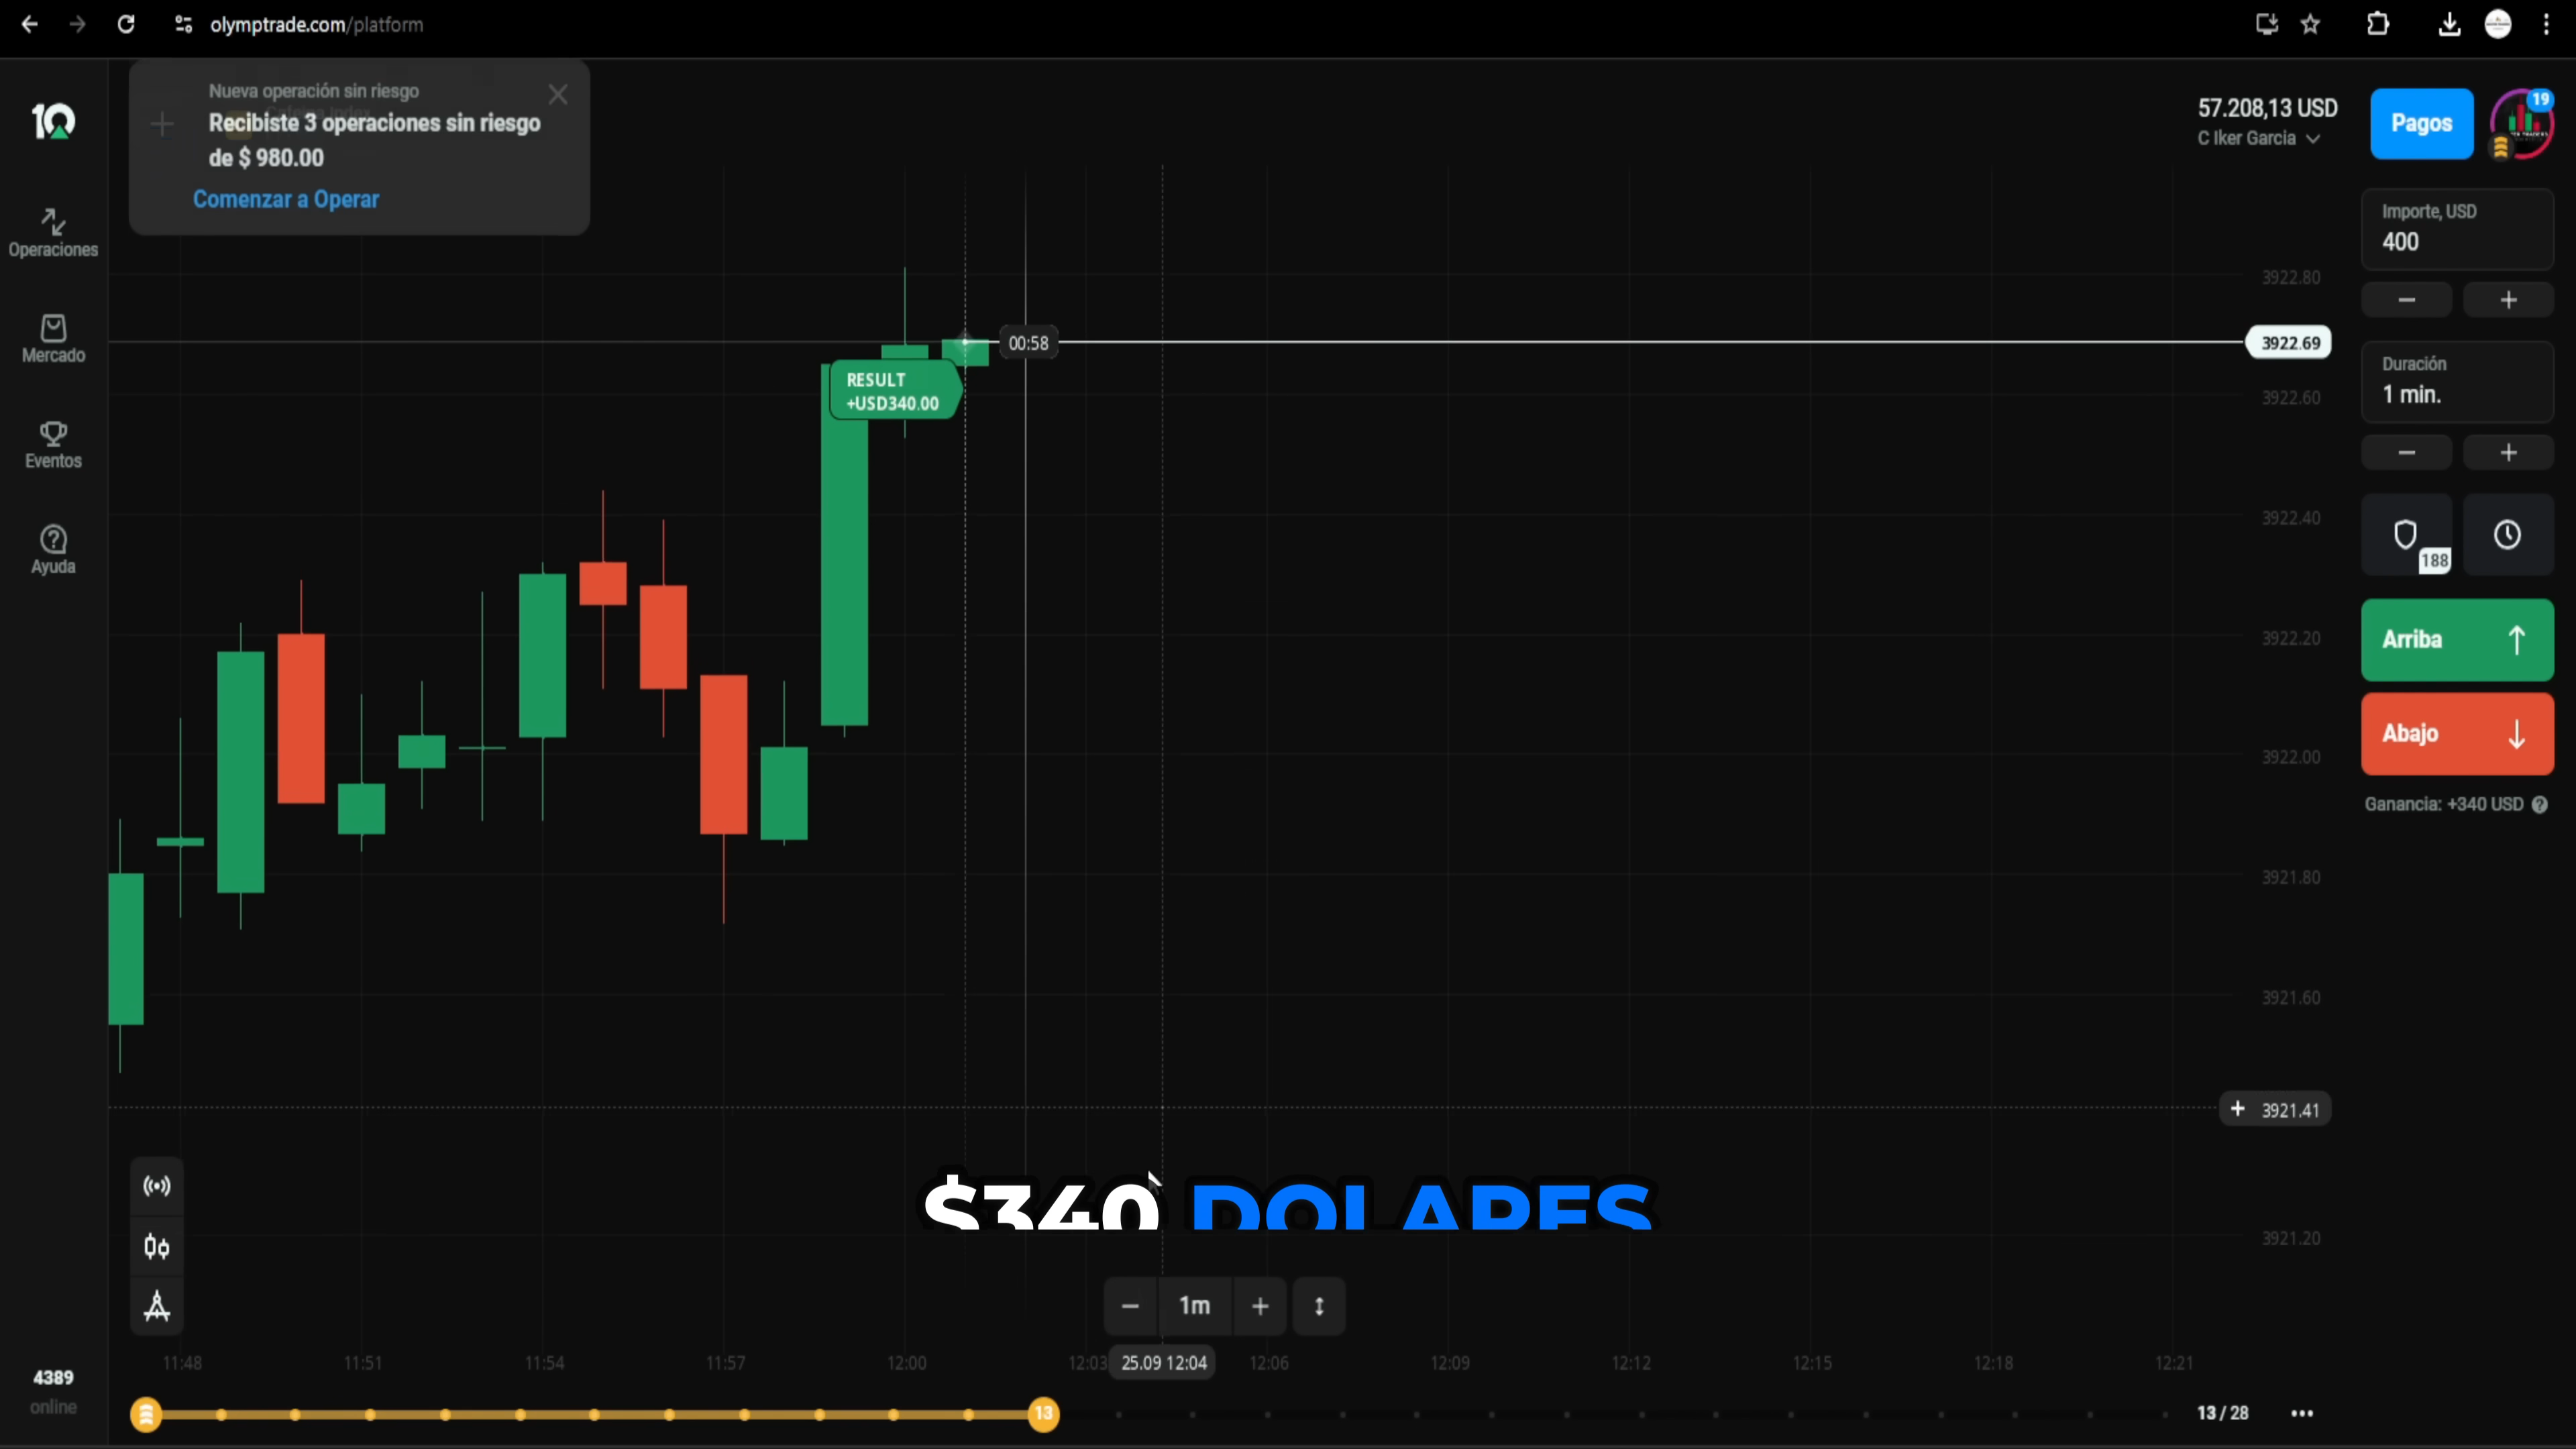 olymptrade.com/platform
Nueva operación sin riesgo
Recibiste 3 operaciones sin riesgo
de $ 980.00
Comenzar a Operar
57.208,13 USD
C Iker Garcia
Pagos
19
Operaciones
Mercado
Eventos
Ayuda
Importe, USD
400
Duración
1 min.
188
Arriba
Abajo
Ganancia: +340 USD
RESULT
+USD340.00
00:58
3922.80
3922.69
3922.60
3922.40
3922.20
3922.00
3921.80
3921.60
3921.41
3921.20
$340 DOLARES
1m
11:48
11:51
11:54
11:57
12:00
12:03
25.09 12:04
12:06
12:09
12:12
12:15
12:18
12:21
4389
online
13
13 / 28